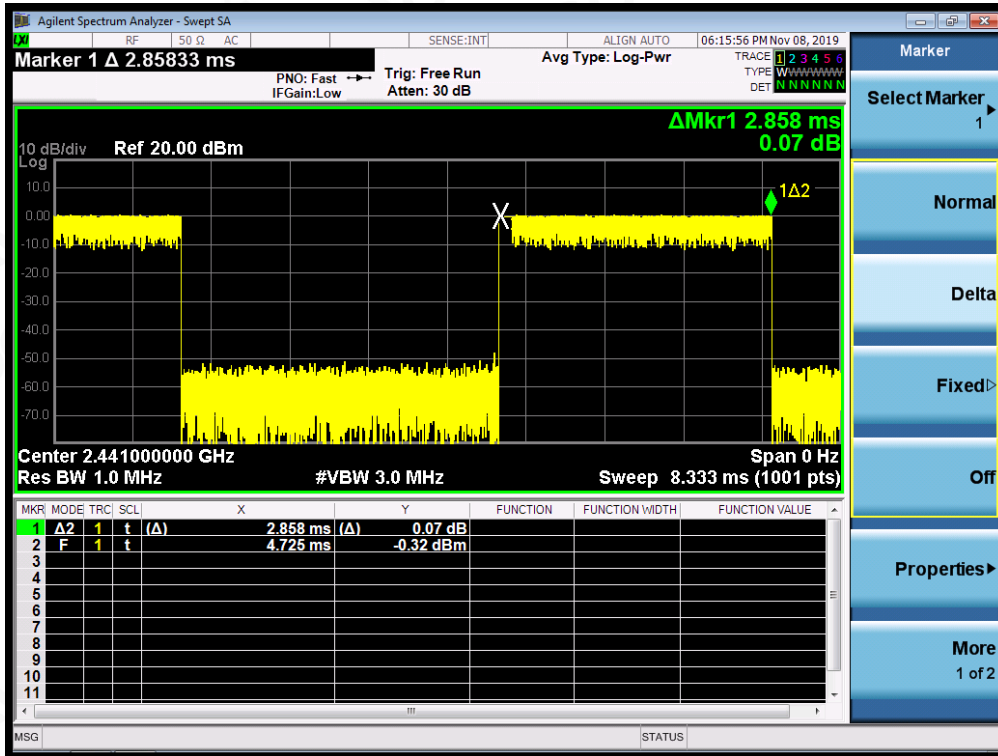 Agilent Spectrum Analyzer - Swept SA
LXI RF 50 Ω AC SENSE:INT ALIGN AUTO 06:15:56 PM Nov 08, 2019
Marker 1 Δ 2.85833 ms
PNO: Fast
IFGain:Low
Trig: Free Run
Atten: 30 dB
Avg Type: Log-Pwr
TRACE 1 2 3 4 5 6
TYPE WWWWWW
DET N N N N N N
ΔMkr1 2.858 ms
0.07 dB
10 dB/div Ref 20.00 dBm
Log
10.0
0.00
-10.0
-20.0
-30.0
-40.0
-50.0
-60.0
-70.0
X
1Δ2
Center 2.441000000 GHz Span 0 Hz
Res BW 1.0 MHz #VBW 3.0 MHz Sweep 8.333 ms (1001 pts)
MKR MODE TRC SCL X Y FUNCTION FUNCTION WIDTH FUNCTION VALUE
1 Δ2 1 t (Δ) 2.858 ms (Δ) 0.07 dB
2 F 1 t 4.725 ms -0.32 dBm
3
4
5
6
7
8
9
10
11
MSG STATUS
Marker
Select Marker
1
Normal
Delta
Fixed
Off
Properties
More
1 of 2